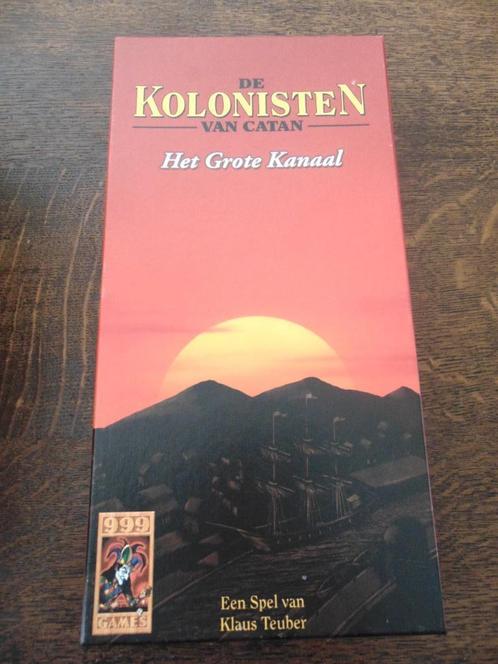 DE
KOLONISTEN
VAN CATAN
Het Grote Kanaal
999
GAMES
Een Spel van
Klaus Teuber